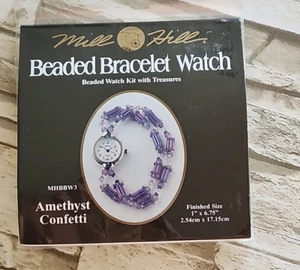 Mill Hill
Beaded Bracelet Watch
Beaded Watch Kit with Treasures
MHBBW3
Amethyst
Confetti
Finished Size
1" x 6.75"
2.54cm x 17.15cm